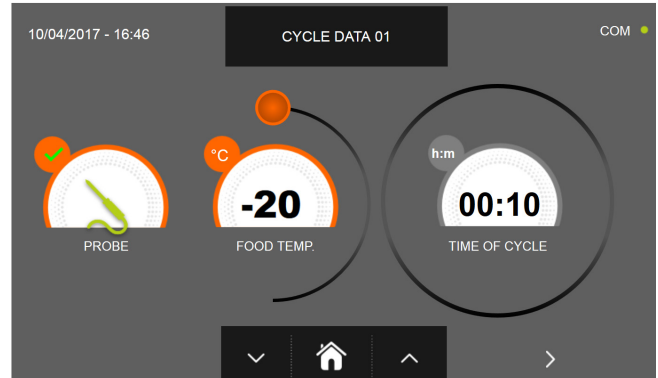 10/04/2017 - 16:46
CYCLE DATA 01
COM
°C
h:m
-20
00:10
PROBE
FOOD TEMP.
TIME OF CYCLE